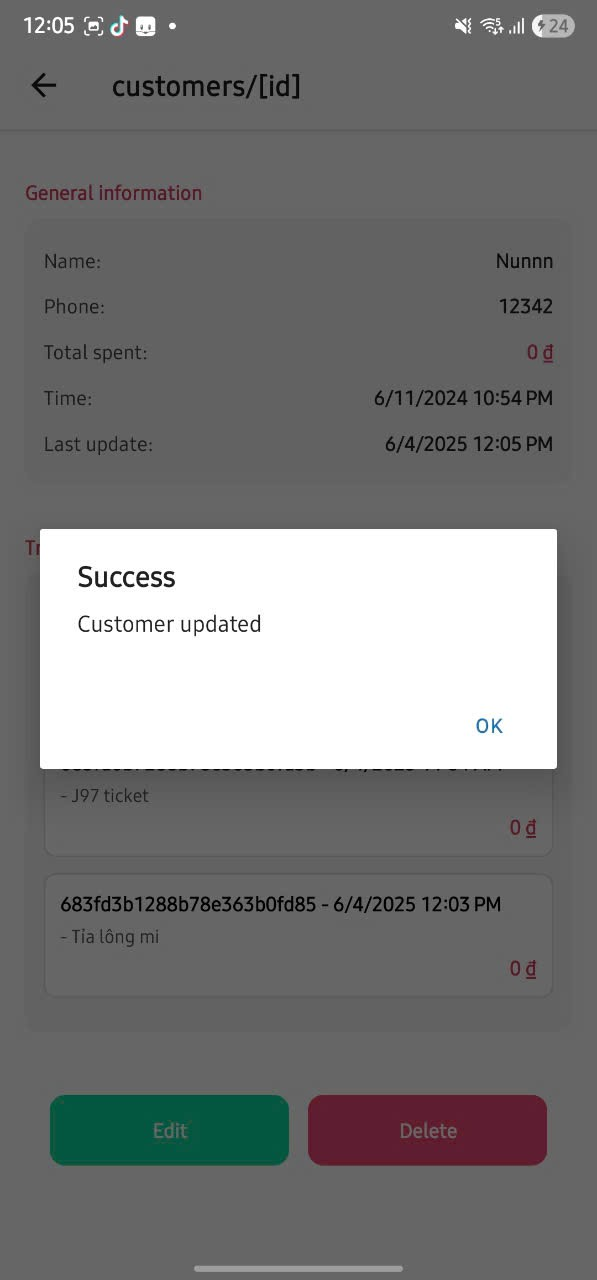 12:05
24
customers/[id]
General information
Name: Nunnn
Phone: 12342
Total spent: 0 ₫
Time: 6/11/2024 10:54 PM
Last update: 6/4/2025 12:05 PM
Success
Customer updated
OK
- J97 ticket
0 ₫
683fd3b1288b78e363b0fd85 - 6/4/2025 12:03 PM
- Tỉa lông mi
0 ₫
Edit
Delete